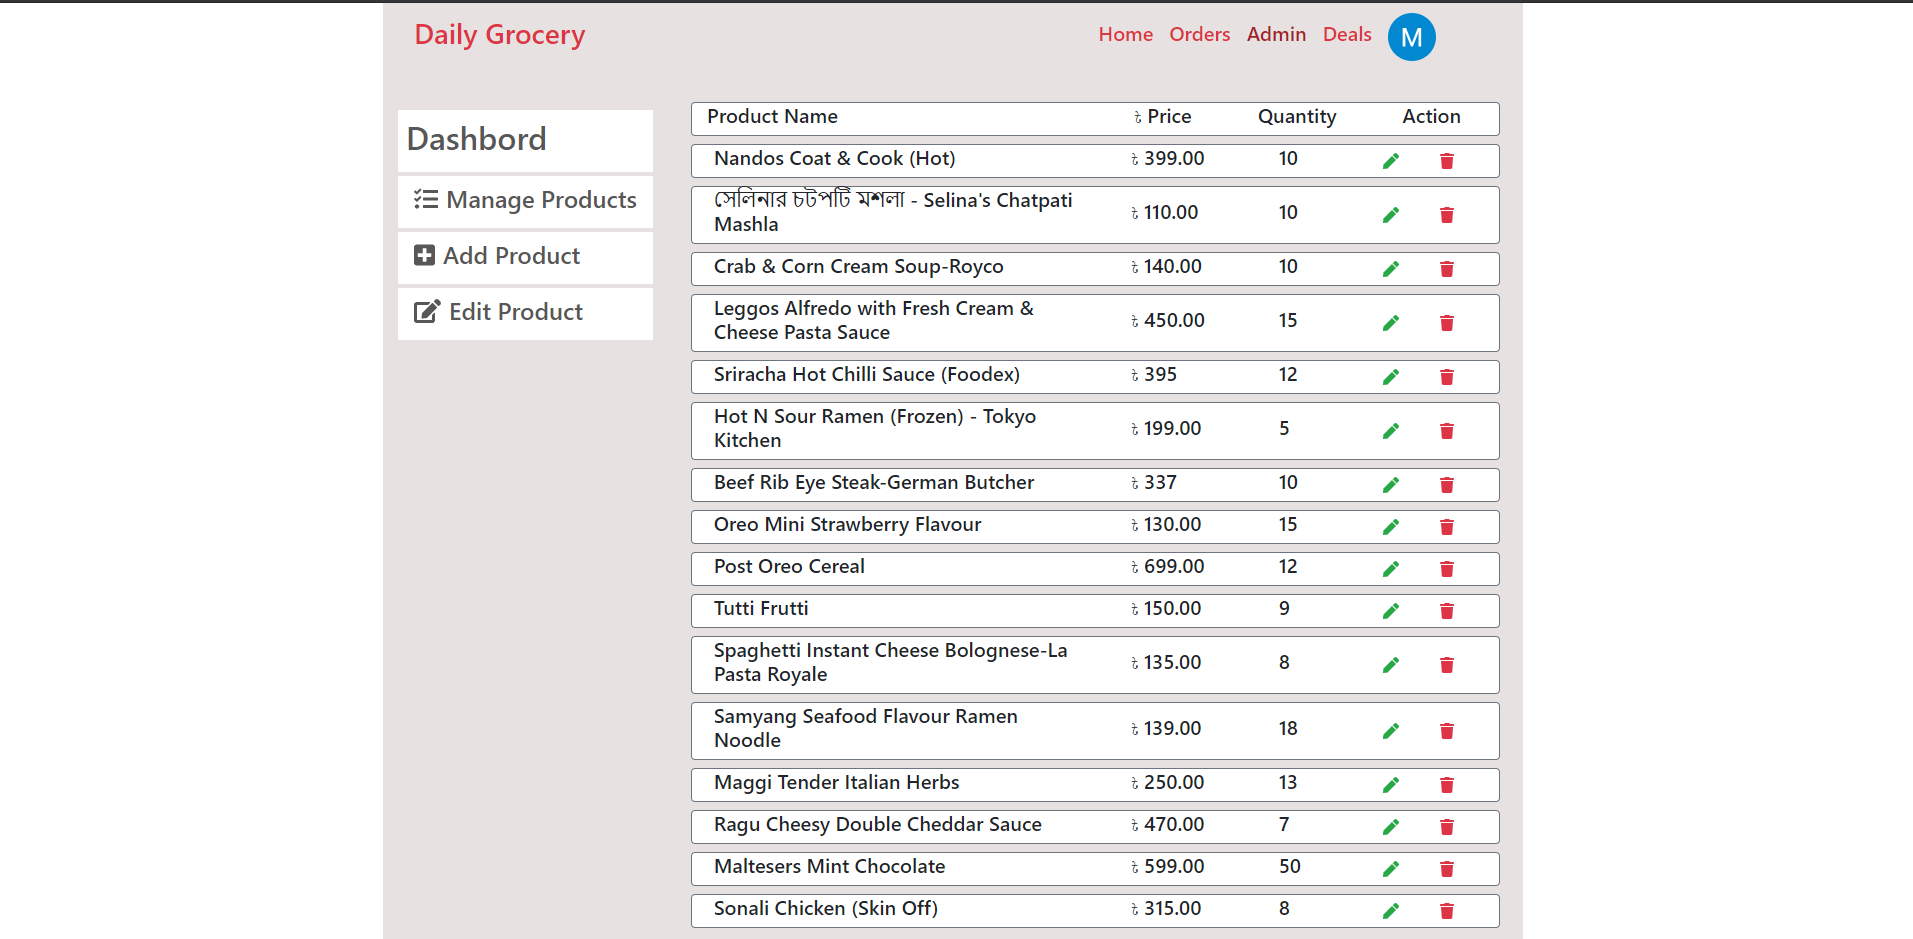 Daily Grocery
Home Orders Admin Deals M
Dashbord
Manage Products
Add Product
Edit Product
Product Name ৳ Price Quantity Action
Nandos Coat & Cook (Hot) ৳ 399.00 10
সেলিনার চটপটি মশলা - Selina's Chatpati
Mashla ৳ 110.00 10
Crab & Corn Cream Soup-Royco ৳ 140.00 10
Leggos Alfredo with Fresh Cream &
Cheese Pasta Sauce ৳ 450.00 15
Sriracha Hot Chilli Sauce (Foodex) ৳ 395 12
Hot N Sour Ramen (Frozen) - Tokyo
Kitchen ৳ 199.00 5
Beef Rib Eye Steak-German Butcher ৳ 337 10
Oreo Mini Strawberry Flavour ৳ 130.00 15
Post Oreo Cereal ৳ 699.00 12
Tutti Frutti ৳ 150.00 9
Spaghetti Instant Cheese Bolognese-La
Pasta Royale ৳ 135.00 8
Samyang Seafood Flavour Ramen
Noodle ৳ 139.00 18
Maggi Tender Italian Herbs ৳ 250.00 13
Ragu Cheesy Double Cheddar Sauce ৳ 470.00 7
Maltesers Mint Chocolate ৳ 599.00 50
Sonali Chicken (Skin Off) ৳ 315.00 8